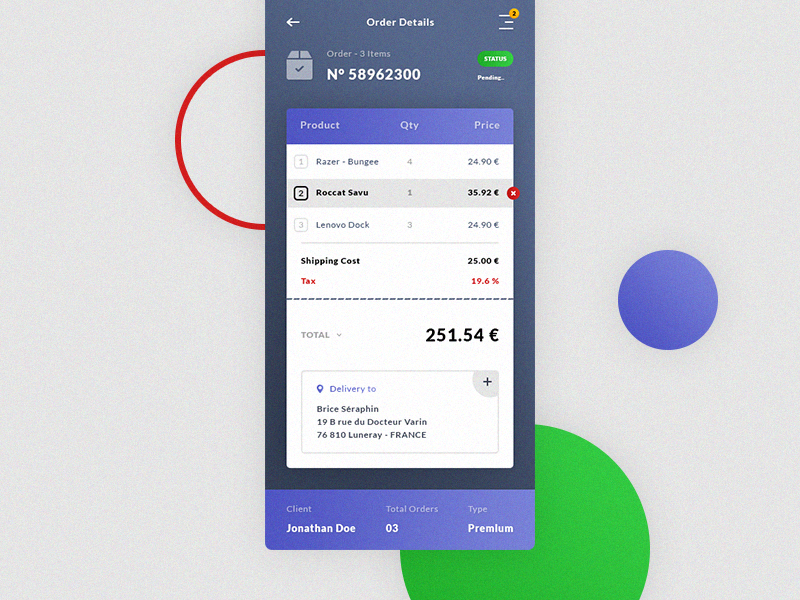 Order Details
2
Order - 3 Items
N° 58962300
STATUS
Pending..
Product Qty Price
1 Razer - Bungee 4 24.90 €
2 Roccat Savu 1 35.92 €
3 Lenovo Dock 3 24.90 €
Shipping Cost 25.00 €
Tax 19.6 %
TOTAL 251.54 €
Delivery to
Brice Séraphin
19 B rue du Docteur Varin
76 810 Luneray - FRANCE
Client Total Orders Type
Jonathan Doe 03 Premium